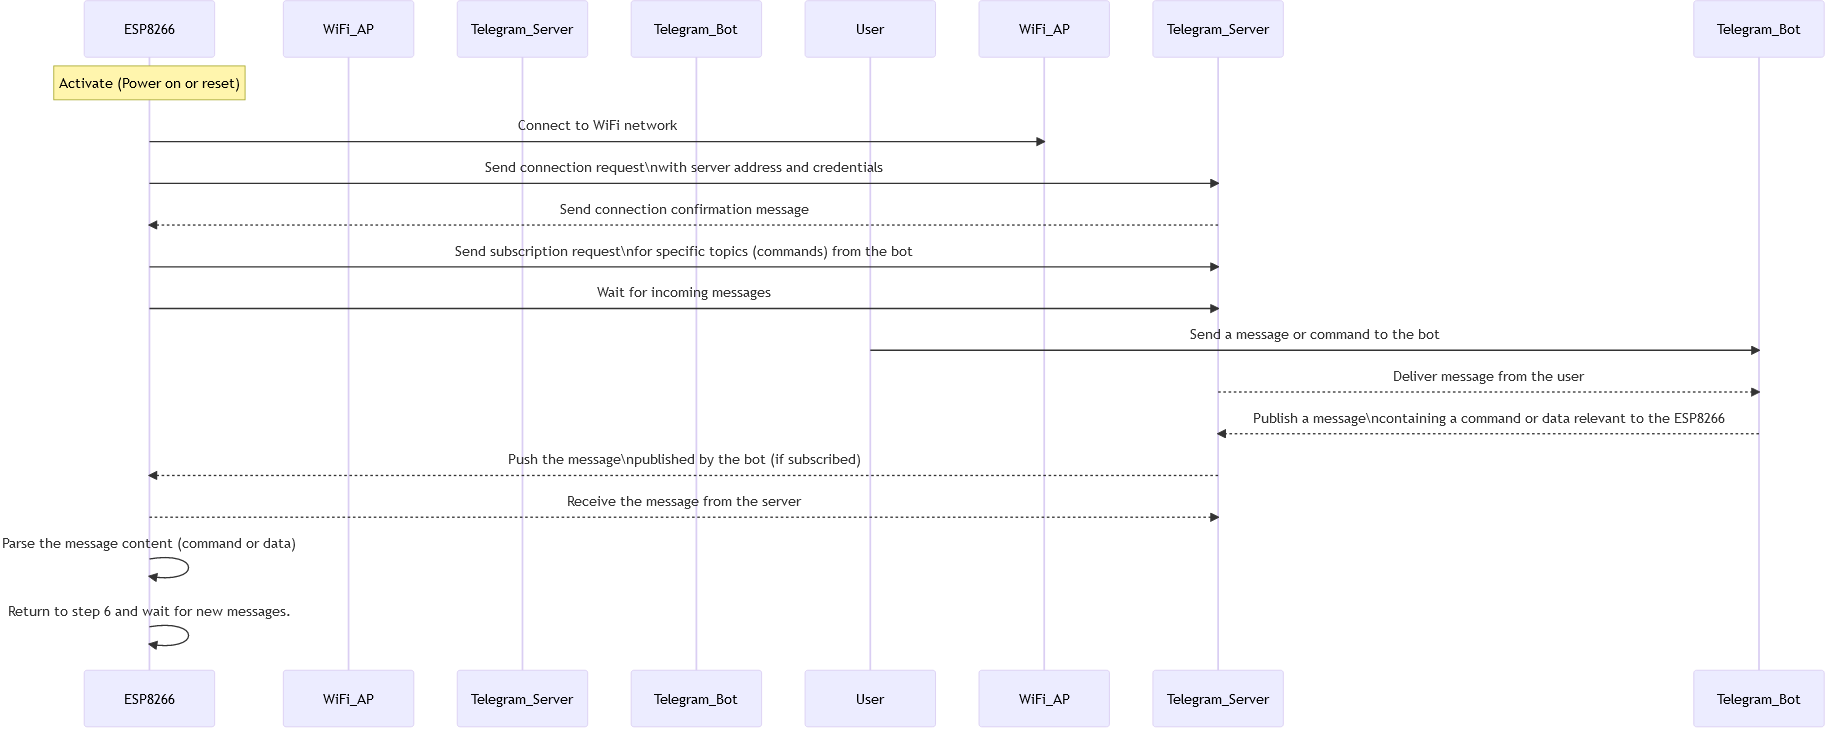 ESP8266
WiFi_AP
Telegram_Server
Telegram_Bot
User
WiFi_AP
Telegram_Server
Telegram_Bot
Activate (Power on or reset)
Connect to WiFi network
Send connection request\nwith server address and credentials
Send connection confirmation message
Send subscription request\nfor specific topics (commands) from the bot
Wait for incoming messages
Send a message or command to the bot
Deliver message from the user
Publish a message\ncontaining a command or data relevant to the ESP8266
Push the message\npublished by the bot (if subscribed)
Receive the message from the server
Parse the message content (command or data)
Return to step 6 and wait for new messages.
ESP8266
WiFi_AP
Telegram_Server
Telegram_Bot
User
WiFi_AP
Telegram_Server
Telegram_Bot